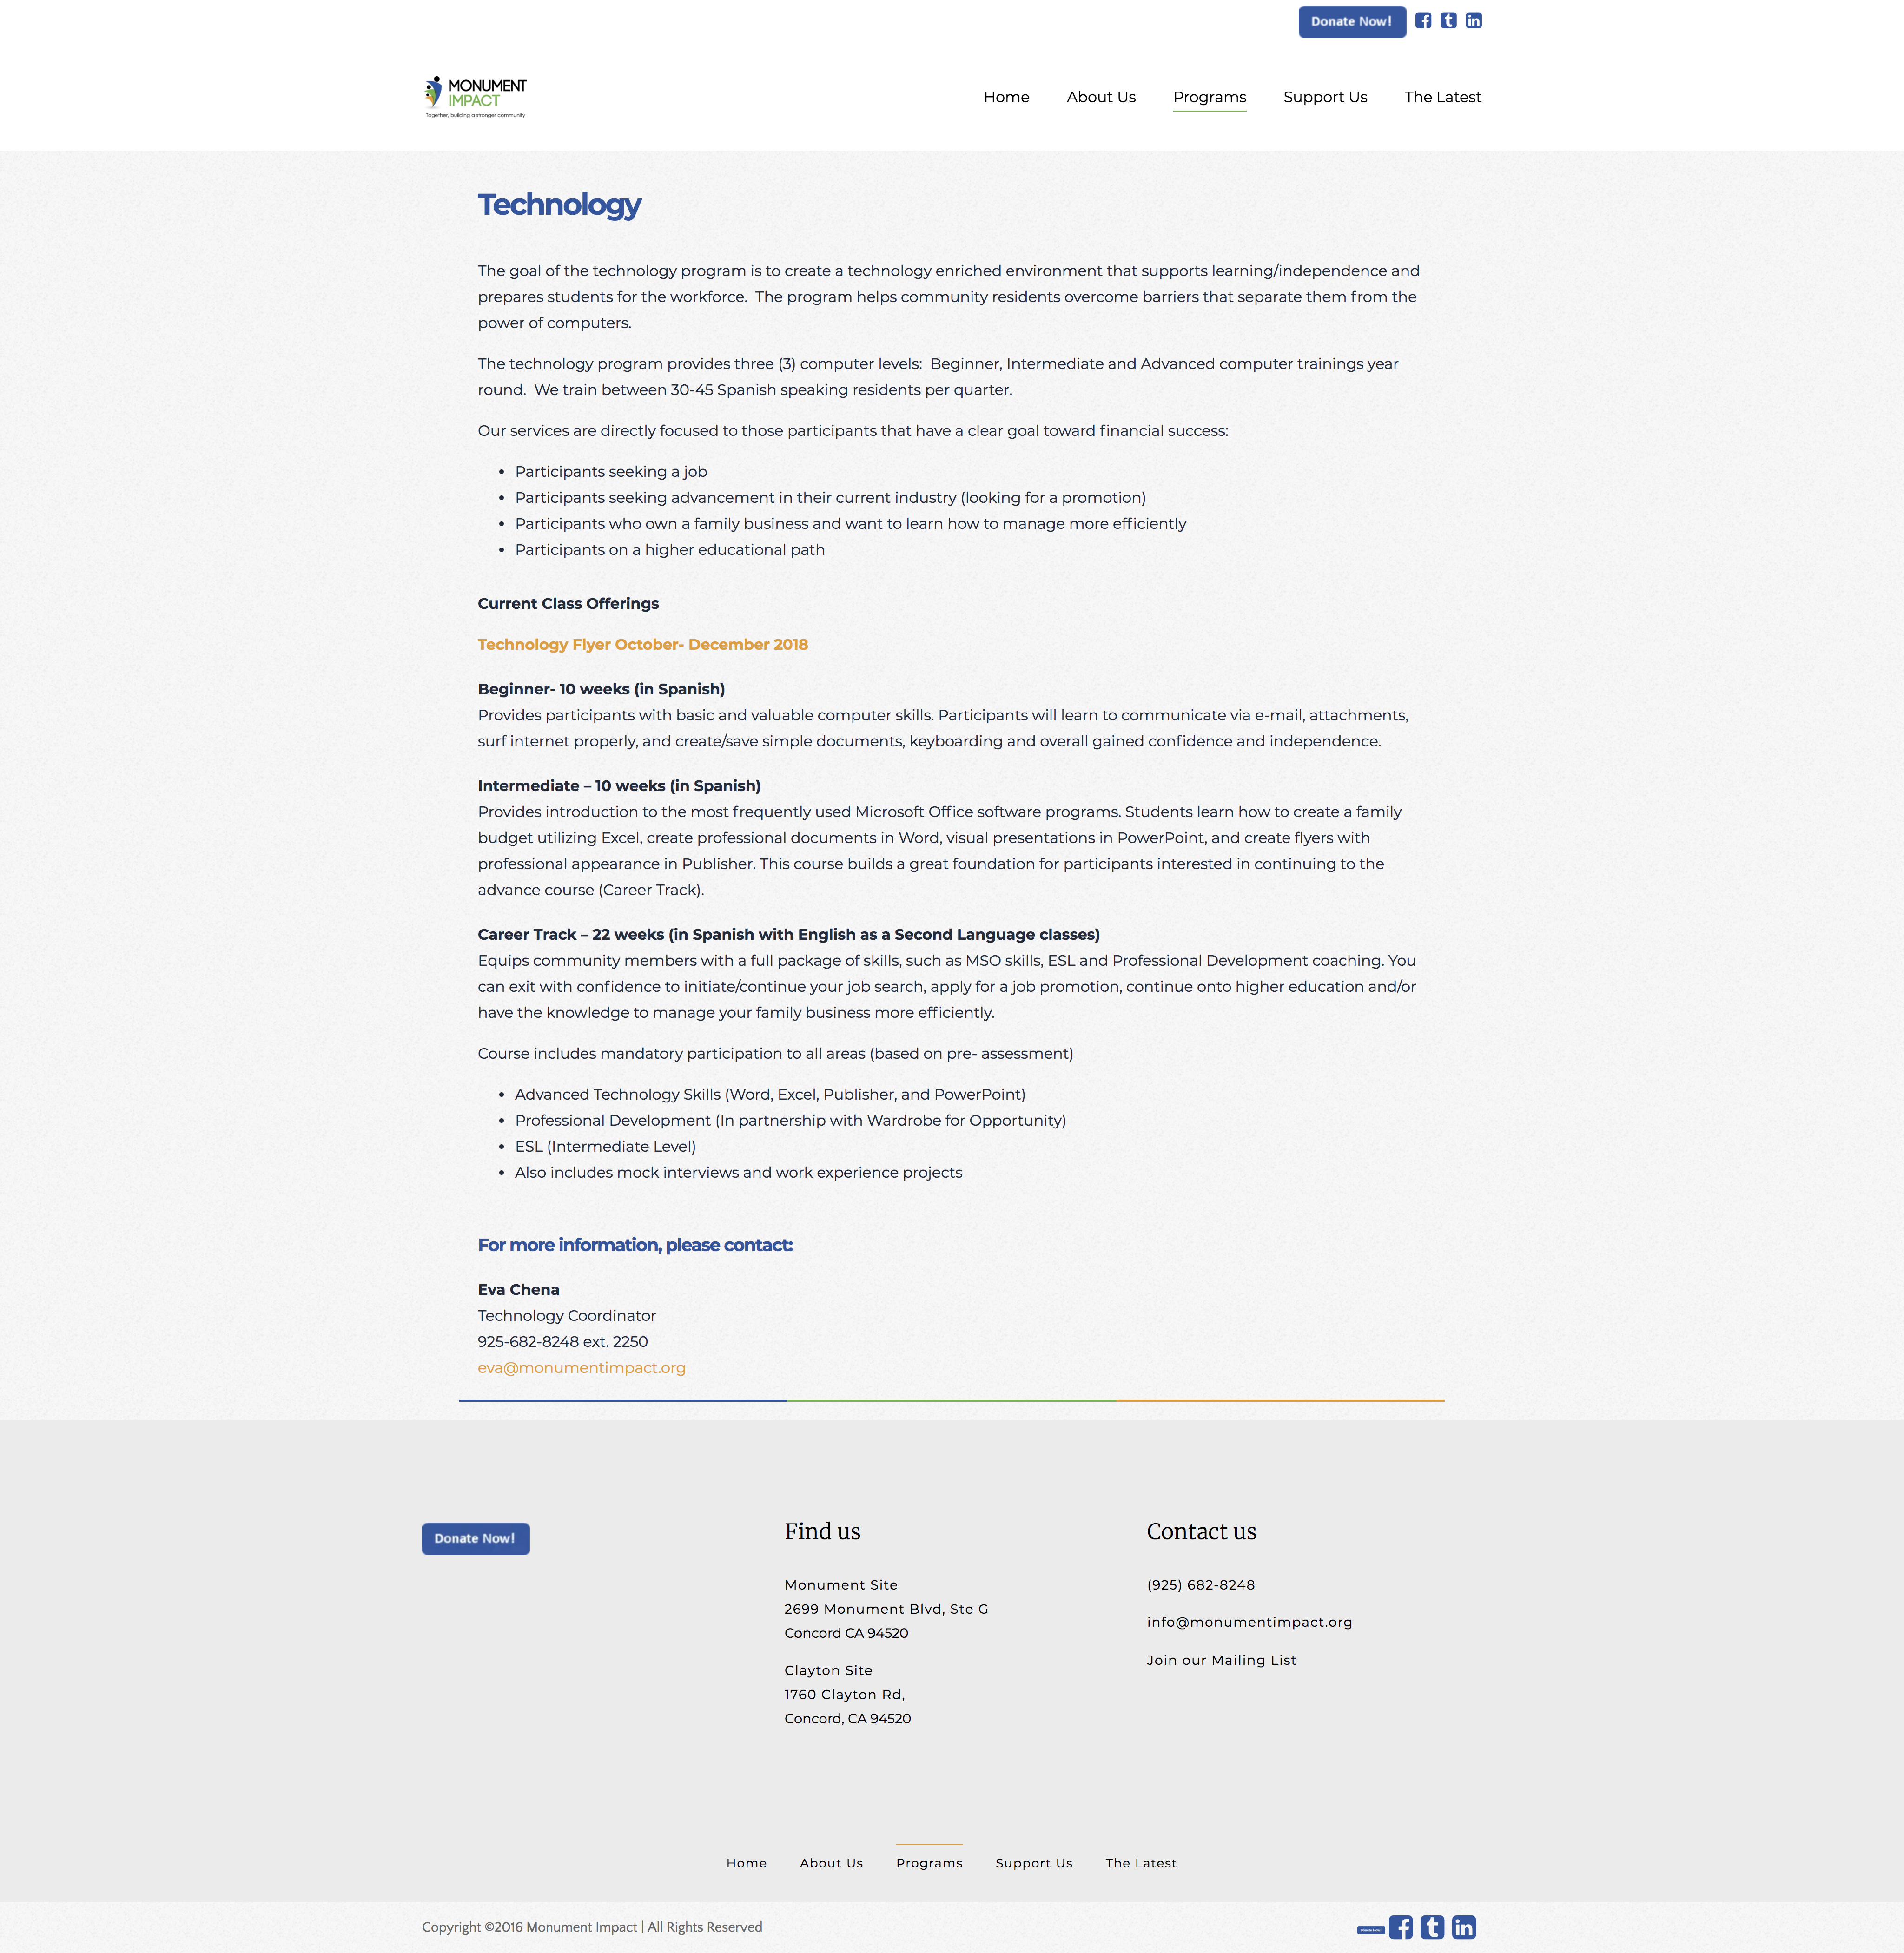 Donate Now!
MONUMENT
IMPACT
Together, building a stronger community
Home
About Us
Programs
Support Us
The Latest
Technology
The goal of the technology program is to create a technology enriched environment that supports learning/independence and
prepares students for the workforce.  The program helps community residents overcome barriers that separate them from the
power of computers.
The technology program provides three (3) computer levels:  Beginner, Intermediate and Advanced computer trainings year
round.  We train between 30-45 Spanish speaking residents per quarter.
Our services are directly focused to those participants that have a clear goal toward financial success:
• Participants seeking a job
• Participants seeking advancement in their current industry (looking for a promotion)
• Participants who own a family business and want to learn how to manage more efficiently
• Participants on a higher educational path
Current Class Offerings
Technology Flyer October- December 2018
Beginner- 10 weeks (in Spanish)
Provides participants with basic and valuable computer skills. Participants will learn to communicate via e-mail, attachments,
surf internet properly, and create/save simple documents, keyboarding and overall gained confidence and independence.
Intermediate – 10 weeks (in Spanish)
Provides introduction to the most frequently used Microsoft Office software programs. Students learn how to create a family
budget utilizing Excel, create professional documents in Word, visual presentations in PowerPoint, and create flyers with
professional appearance in Publisher. This course builds a great foundation for participants interested in continuing to the
advance course (Career Track).
Career Track – 22 weeks (in Spanish with English as a Second Language classes)
Equips community members with a full package of skills, such as MSO skills, ESL and Professional Development coaching. You
can exit with confidence to initiate/continue your job search, apply for a job promotion, continue onto higher education and/or
have the knowledge to manage your family business more efficiently.
Course includes mandatory participation to all areas (based on pre- assessment)
• Advanced Technology Skills (Word, Excel, Publisher, and PowerPoint)
• Professional Development (In partnership with Wardrobe for Opportunity)
• ESL (Intermediate Level)
• Also includes mock interviews and work experience projects
For more information, please contact:
Eva Chena
Technology Coordinator
925-682-8248 ext. 2250
eva@monumentimpact.org
Donate Now!
Find us
Monument Site
2699 Monument Blvd, Ste G
Concord CA 94520
Clayton Site
1760 Clayton Rd,
Concord, CA 94520
Contact us
(925) 682-8248
info@monumentimpact.org
Join our Mailing List
Home
About Us
Programs
Support Us
The Latest
Copyright ©2016 Monument Impact | All Rights Reserved
Donate Now!